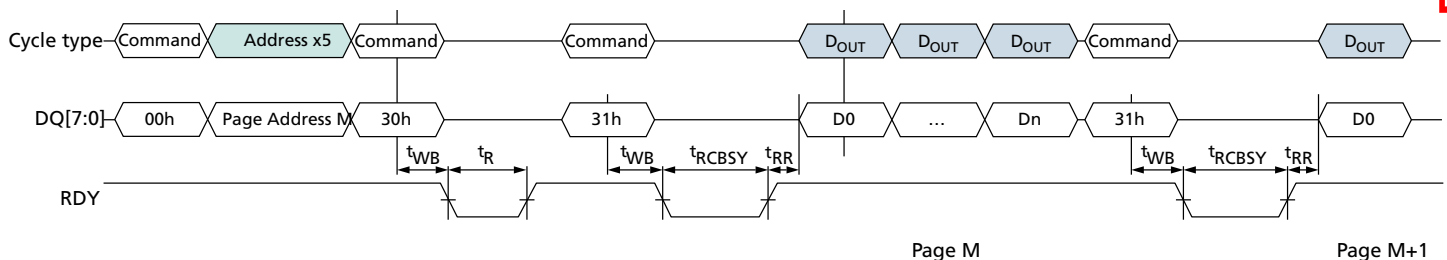 Cycle type Command Address x5 Command Command DOUT DOUT DOUT Command DOUT
DQ[7:0] 00h Page Address M 30h 31h D0 ... Dn 31h D0
tWB tR tWB tRCBSY tRR tWB tRCBSY tRR
RDY
Page M Page M+1